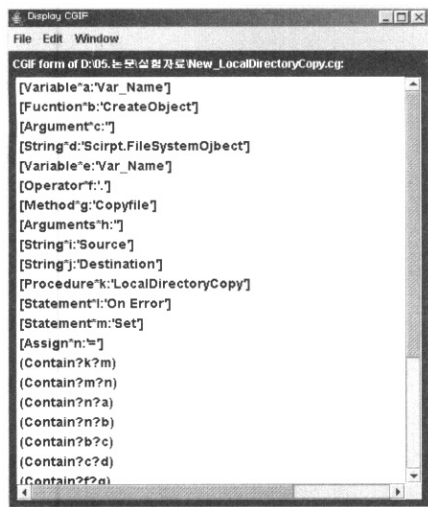 Display CGIF
File Edit Window
CGIF form of D:\05.논문\실험자료\New_LocalDirectoryCopy.cg:
[Variable*a:'Var_Name']
[Fucntion*b:'CreateObject']
[Argument*c:'']
[String*d:'Scirpt.FileSystemOjbect']
[Variable*e:'Var_Name']
[Operator*f:'.']
[Method*g:'Copyfile']
[Arguments*h:'']
[String*i:'Source']
[String*j:'Destination']
[Procedure*k:'LocalDirectoryCopy']
[Statement*l:'On Error']
[Statement*m:'Set']
[Assign*n:'=']
(Contain?k?m)
(Contain?m?n)
(Contain?n?a)
(Contain?n?b)
(Contain?b?c)
(Contain?c?d)
(Contain?f?g)